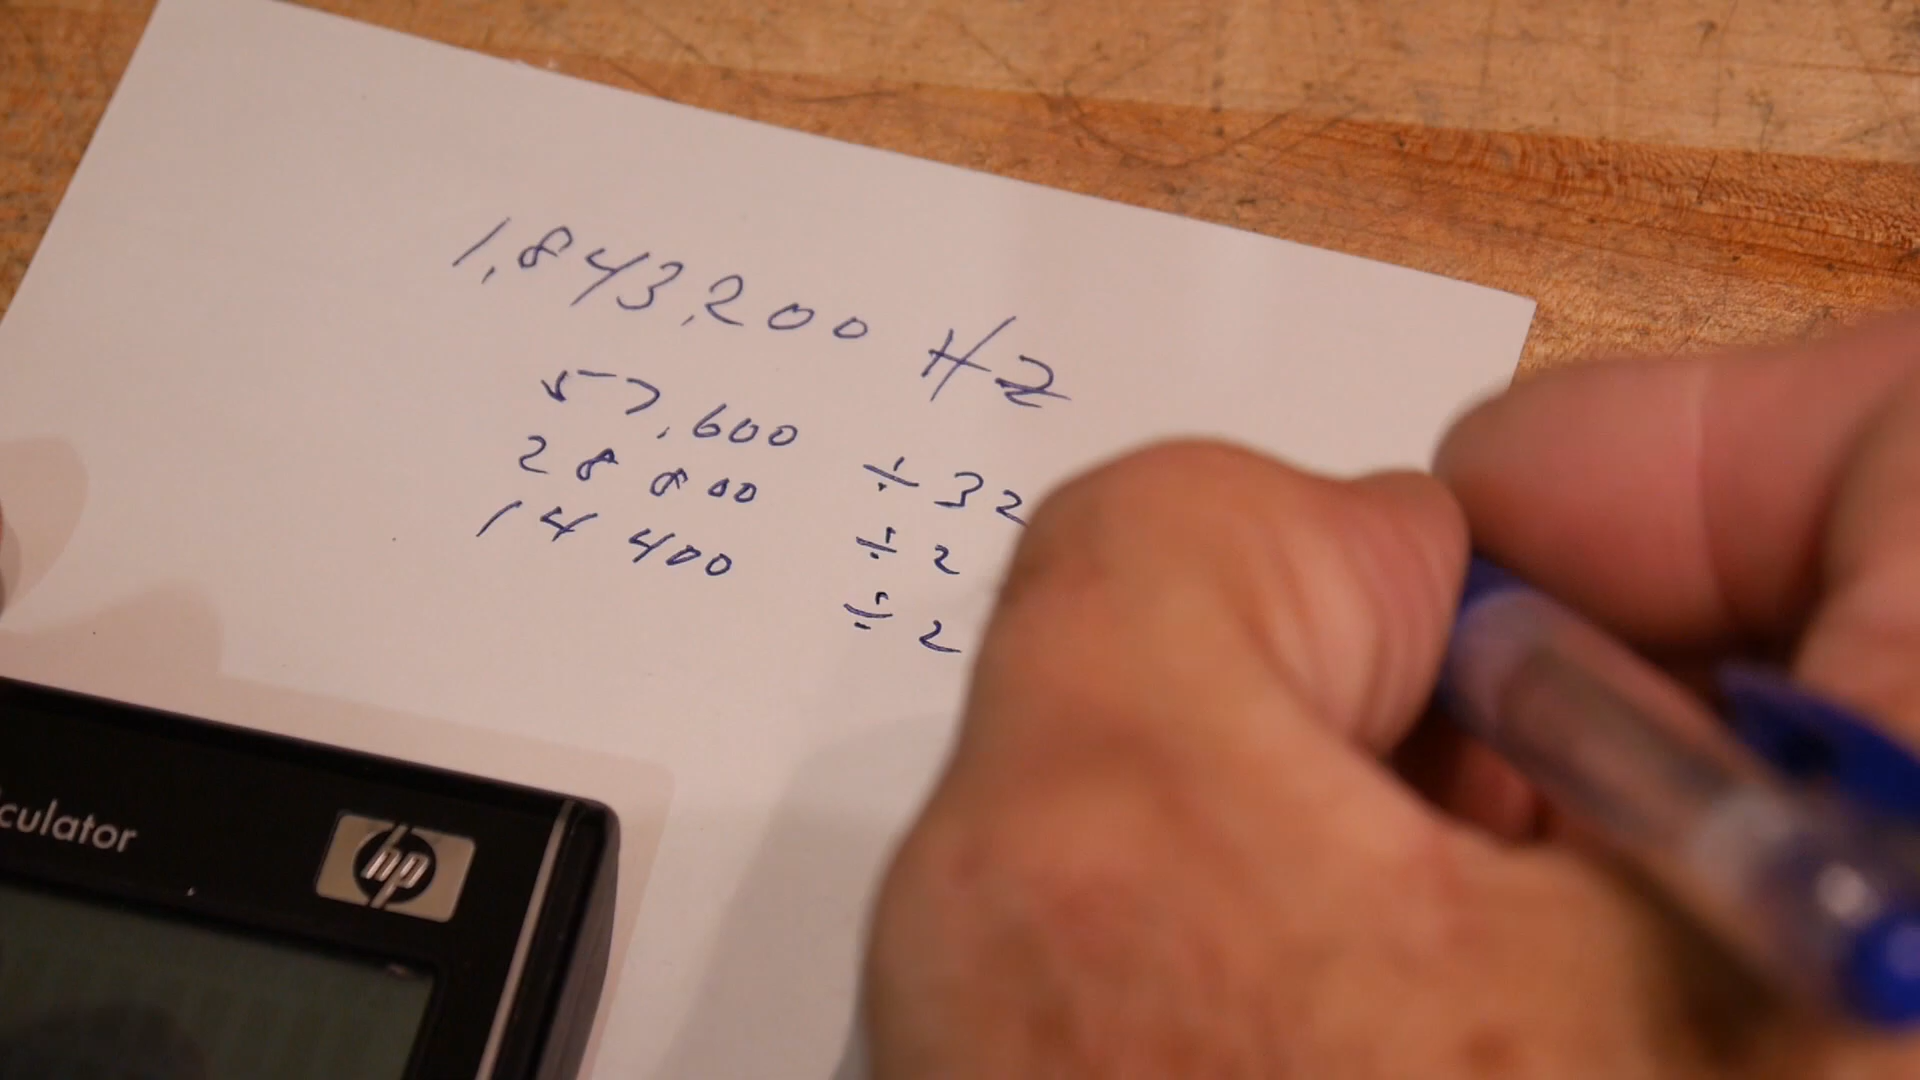 1,843,200 Hz
57,600 ÷ 32
28 800 ÷ 2
14 400 ÷ 2
culator
hp